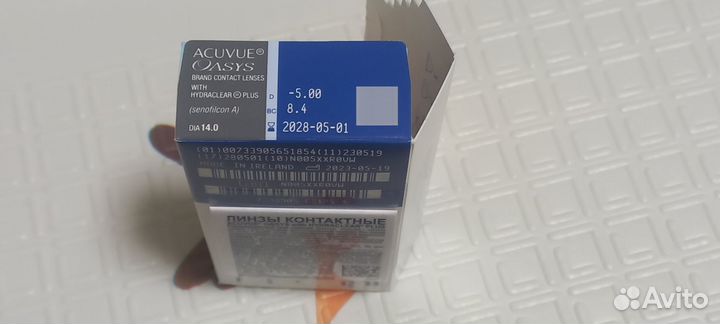 ACUVUE®
OASYS
BRAND CONTACT LENSES
WITH
HYDRACLEAR® PLUS
(senofilcon A)
DIA 14.0
D -5.00
BC 8.4
2028-05-01
(01)00733905651854(11)230519
(17)280501(10)N005XXR0VW
MADE IN IRELAND 2023-05-19
N005XXR0VW
ЛИНЗЫ КОНТАКТНЫЕ
Avito